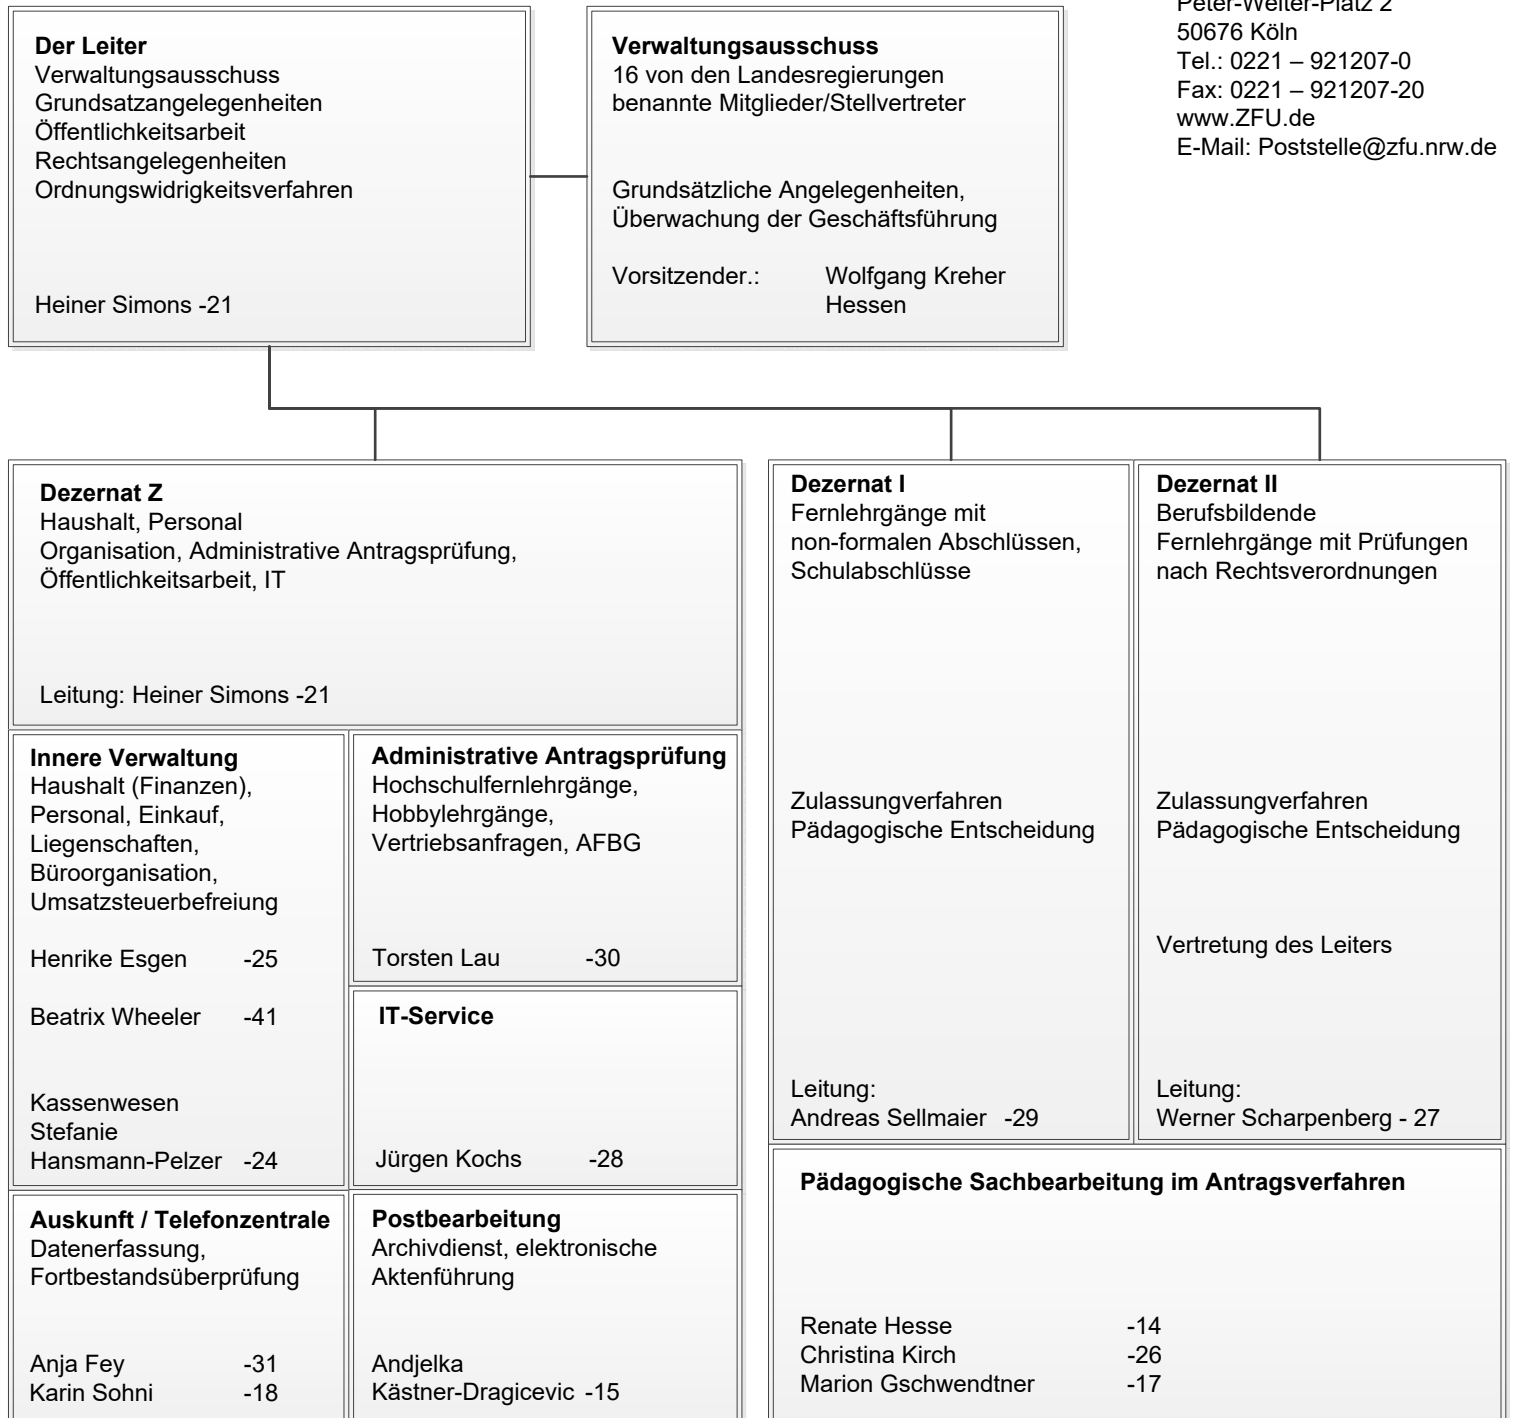 Der Leiter
Verwaltungsausschuss
Grundsatzangelegenheiten
Öffentlichkeitsarbeit
Rechtsangelegenheiten
Ordnungswidrigkeitsverfahren
Heiner Simons -21
Verwaltungsausschuss
16 von den Landesregierungen
benannte Mitglieder/Stellvertreter
Grundsätzliche Angelegenheiten,
Überwachung der Geschäftsführung
Vorsitzender.: Wolfgang Kreher
Hessen
Peter-Welter-Platz 2
50676 Köln
Tel.: 0221 – 921207-0
Fax: 0221 – 921207-20
www.ZFU.de
E-Mail: Poststelle@zfu.nrw.de
Dezernat Z
Haushalt, Personal
Organisation, Administrative Antragsprüfung,
Öffentlichkeitsarbeit, IT
Leitung: Heiner Simons -21
Innere Verwaltung
Haushalt (Finanzen),
Personal, Einkauf,
Liegenschaften,
Büroorganisation,
Umsatzsteuerbefreiung
Henrike Esgen -25
Beatrix Wheeler -41
Kassenwesen
Stefanie
Hansmann-Pelzer -24
Administrative Antragsprüfung
Hochschulfernlehrgänge,
Hobbylehrgänge,
Vertriebsanfragen, AFBG
Torsten Lau -30
IT-Service
Jürgen Kochs -28
Auskunft / Telefonzentrale
Datenerfassung,
Fortbestandsüberprüfung
Anja Fey -31
Karin Sohni -18
Postbearbeitung
Archivdienst, elektronische
Aktenführung
Andjelka
Kästner-Dragicevic -15
Dezernat I
Fernlehrgänge mit
non-formalen Abschlüssen,
Schulabschlüsse
Zulassungverfahren
Pädagogische Entscheidung
Leitung:
Andreas Sellmaier -29
Dezernat II
Berufsbildende
Fernlehrgänge mit Prüfungen
nach Rechtsverordnungen
Zulassungverfahren
Pädagogische Entscheidung
Vertretung des Leiters
Leitung:
Werner Scharpenberg - 27
Pädagogische Sachbearbeitung im Antragsverfahren
Renate Hesse -14
Christina Kirch -26
Marion Gschwendtner -17